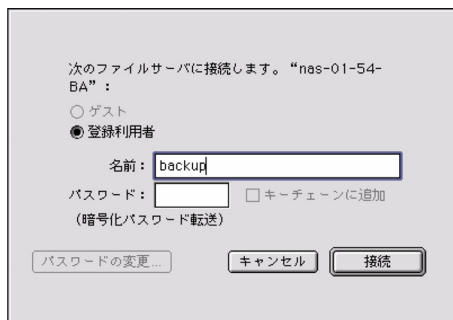 次のファイルサーバに接続します。“nas-01-54-
BA”：
ゲスト
登録利用者
名前： backup
パスワード： キーチェーンに追加
（暗号化パスワード転送）
パスワードの変更... キャンセル 接続